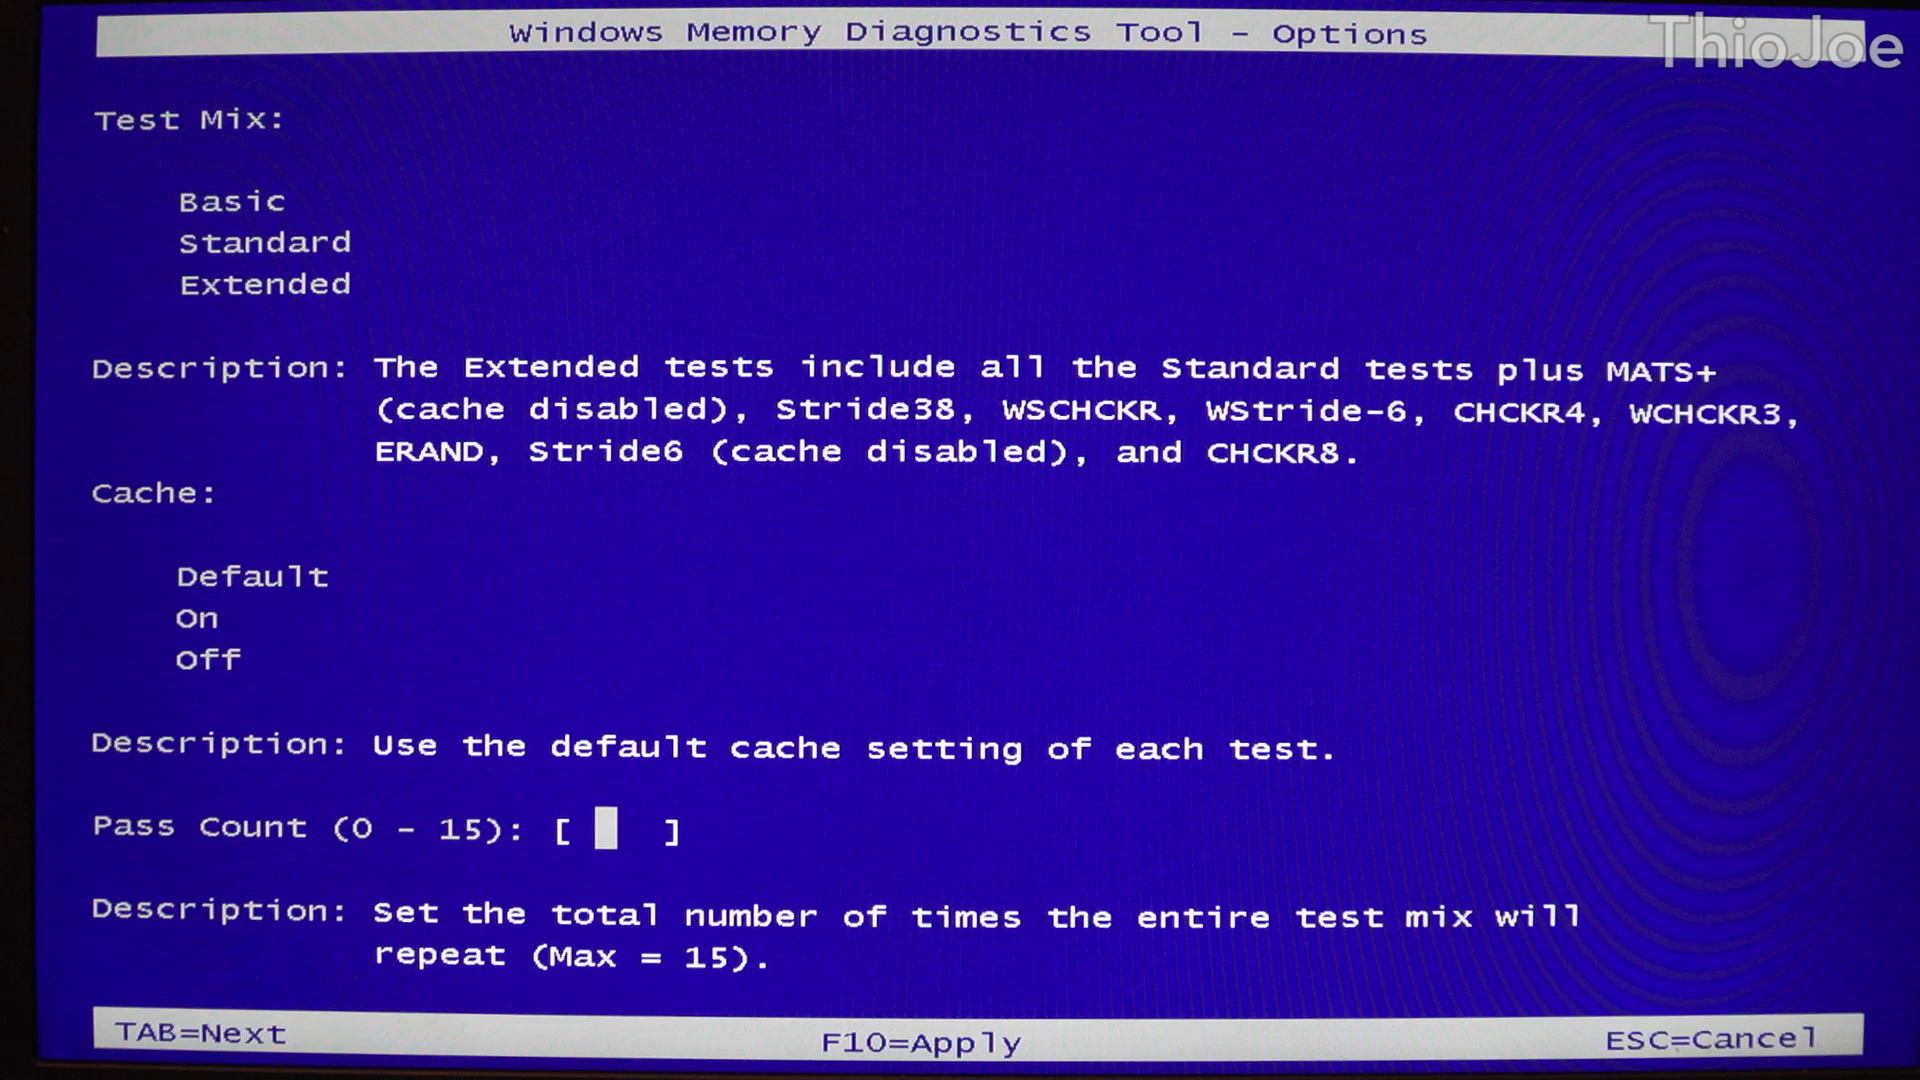 Windows Memory Diagnostics Tool - Options
ThioJoe
Test Mix:
Basic
Standard
Extended
Description: The Extended tests include all the Standard tests plus MATS+
(cache disabled), Stride38, WSCHCKR, WStride-6, CHCKR4, WCHCKR3,
ERAND, Stride6 (cache disabled), and CHCKR8.
Cache:
Default
On
Off
Description: Use the default cache setting of each test.
Pass Count (0 - 15): [ ]
Description: Set the total number of times the entire test mix will
repeat (Max = 15).
TAB=Next F10=Apply ESC=Cancel